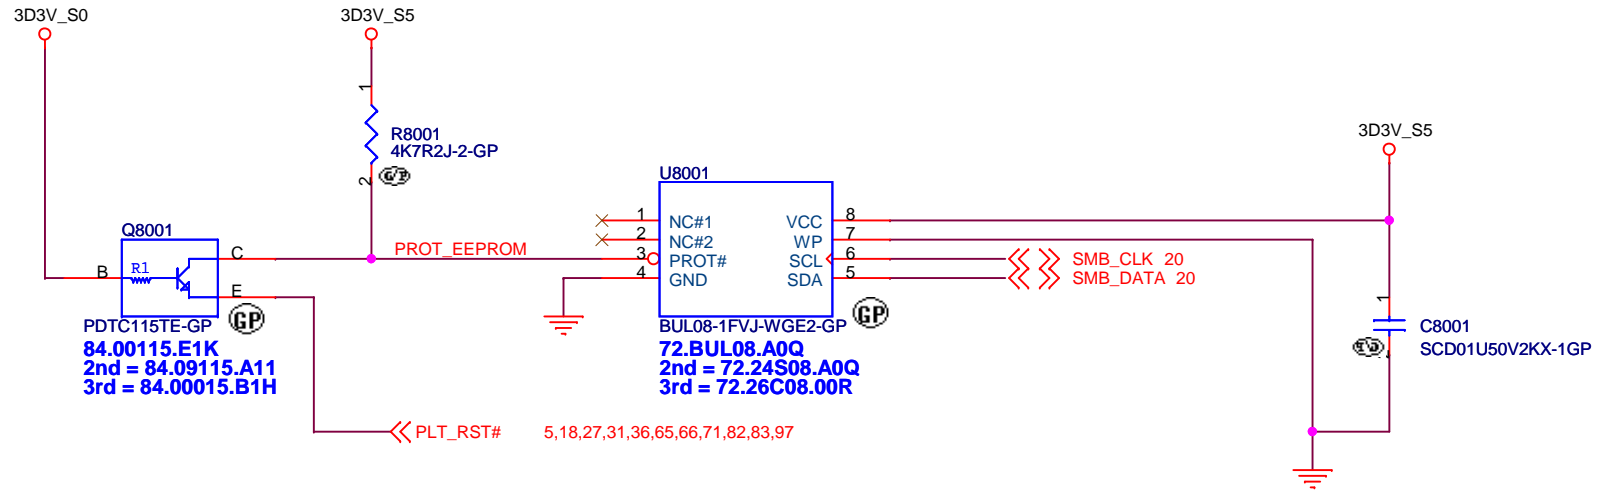 3D3V_S0
3D3V_S5
1
R8001
4K7R2J-2-GP
2
G/P
3D3V_S5
U8001
1 NC#1 VCC 8
2 NC#2 WP 7
3 PROT# SCL 6
4 GND SDA 5
Q8001
B R1 C
E
PROT_EEPROM
SMB_CLK 20
SMB_DATA 20
GP
GP
PDTC115TE-GP
84.00115.E1K
2nd = 84.09115.A11
3rd = 84.00015.B1H
BUL08-1FVJ-WGE2-GP
72.BUL08.A0Q
2nd = 72.24S08.A0Q
3rd = 72.26C08.00R
1
C8001
SCD01U50V2KX-1GP
PLT_RST# 5,18,27,31,36,65,66,71,82,83,97